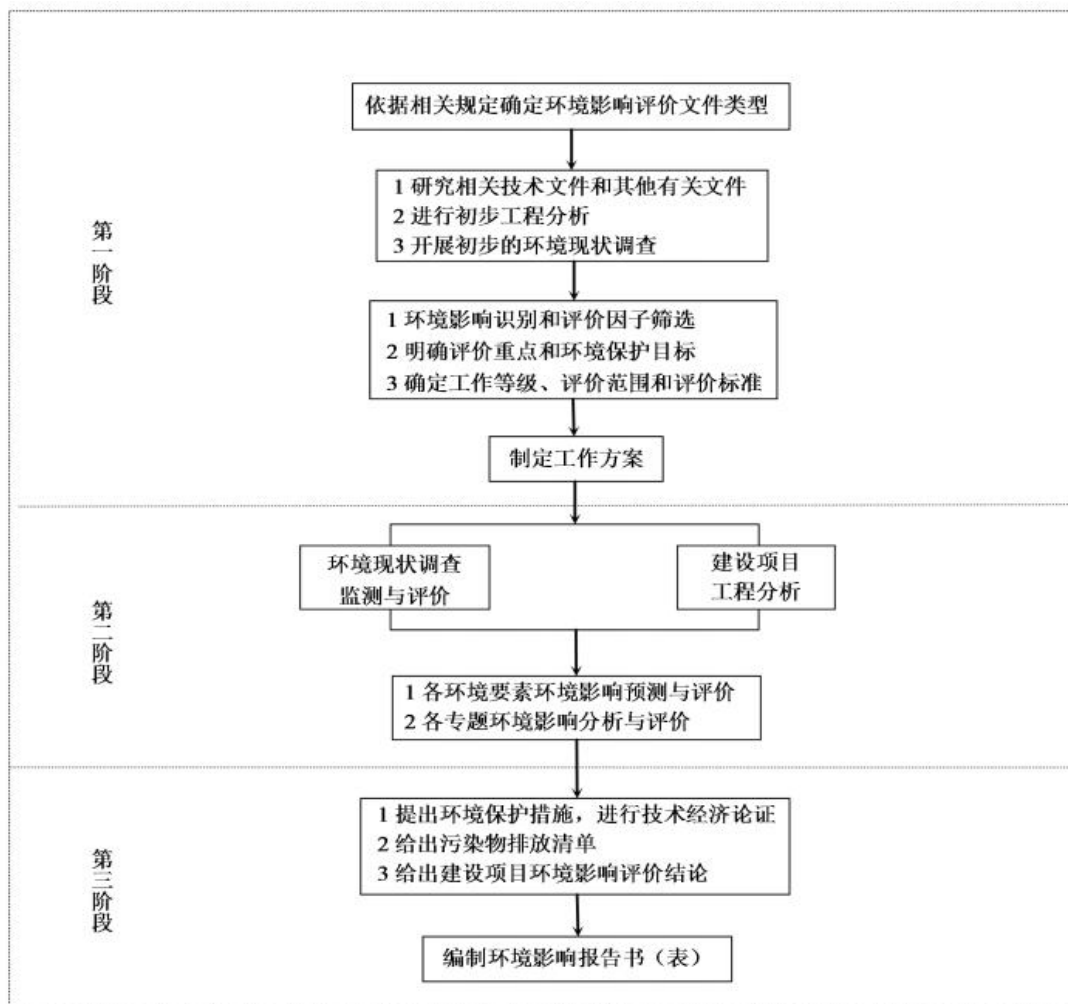 依据相关规定确定环境影响评价文件类型
1 研究相关技术文件和其他有关文件
2 进行初步工程分析
3 开展初步的环境现状调查
第一阶段
1 环境影响识别和评价因子筛选
2 明确评价重点和环境保护目标
3 确定工作等级、评价范围和评价标准
制定工作方案
环境现状调查
监测与评价
建设项目
工程分析
第二阶段
1 各环境要素环境影响预测与评价
2 各专题环境影响分析与评价
1 提出环境保护措施，进行技术经济论证
2 给出污染物排放清单
3 给出建设项目环境影响评价结论
第三阶段
编制环境影响报告书（表）